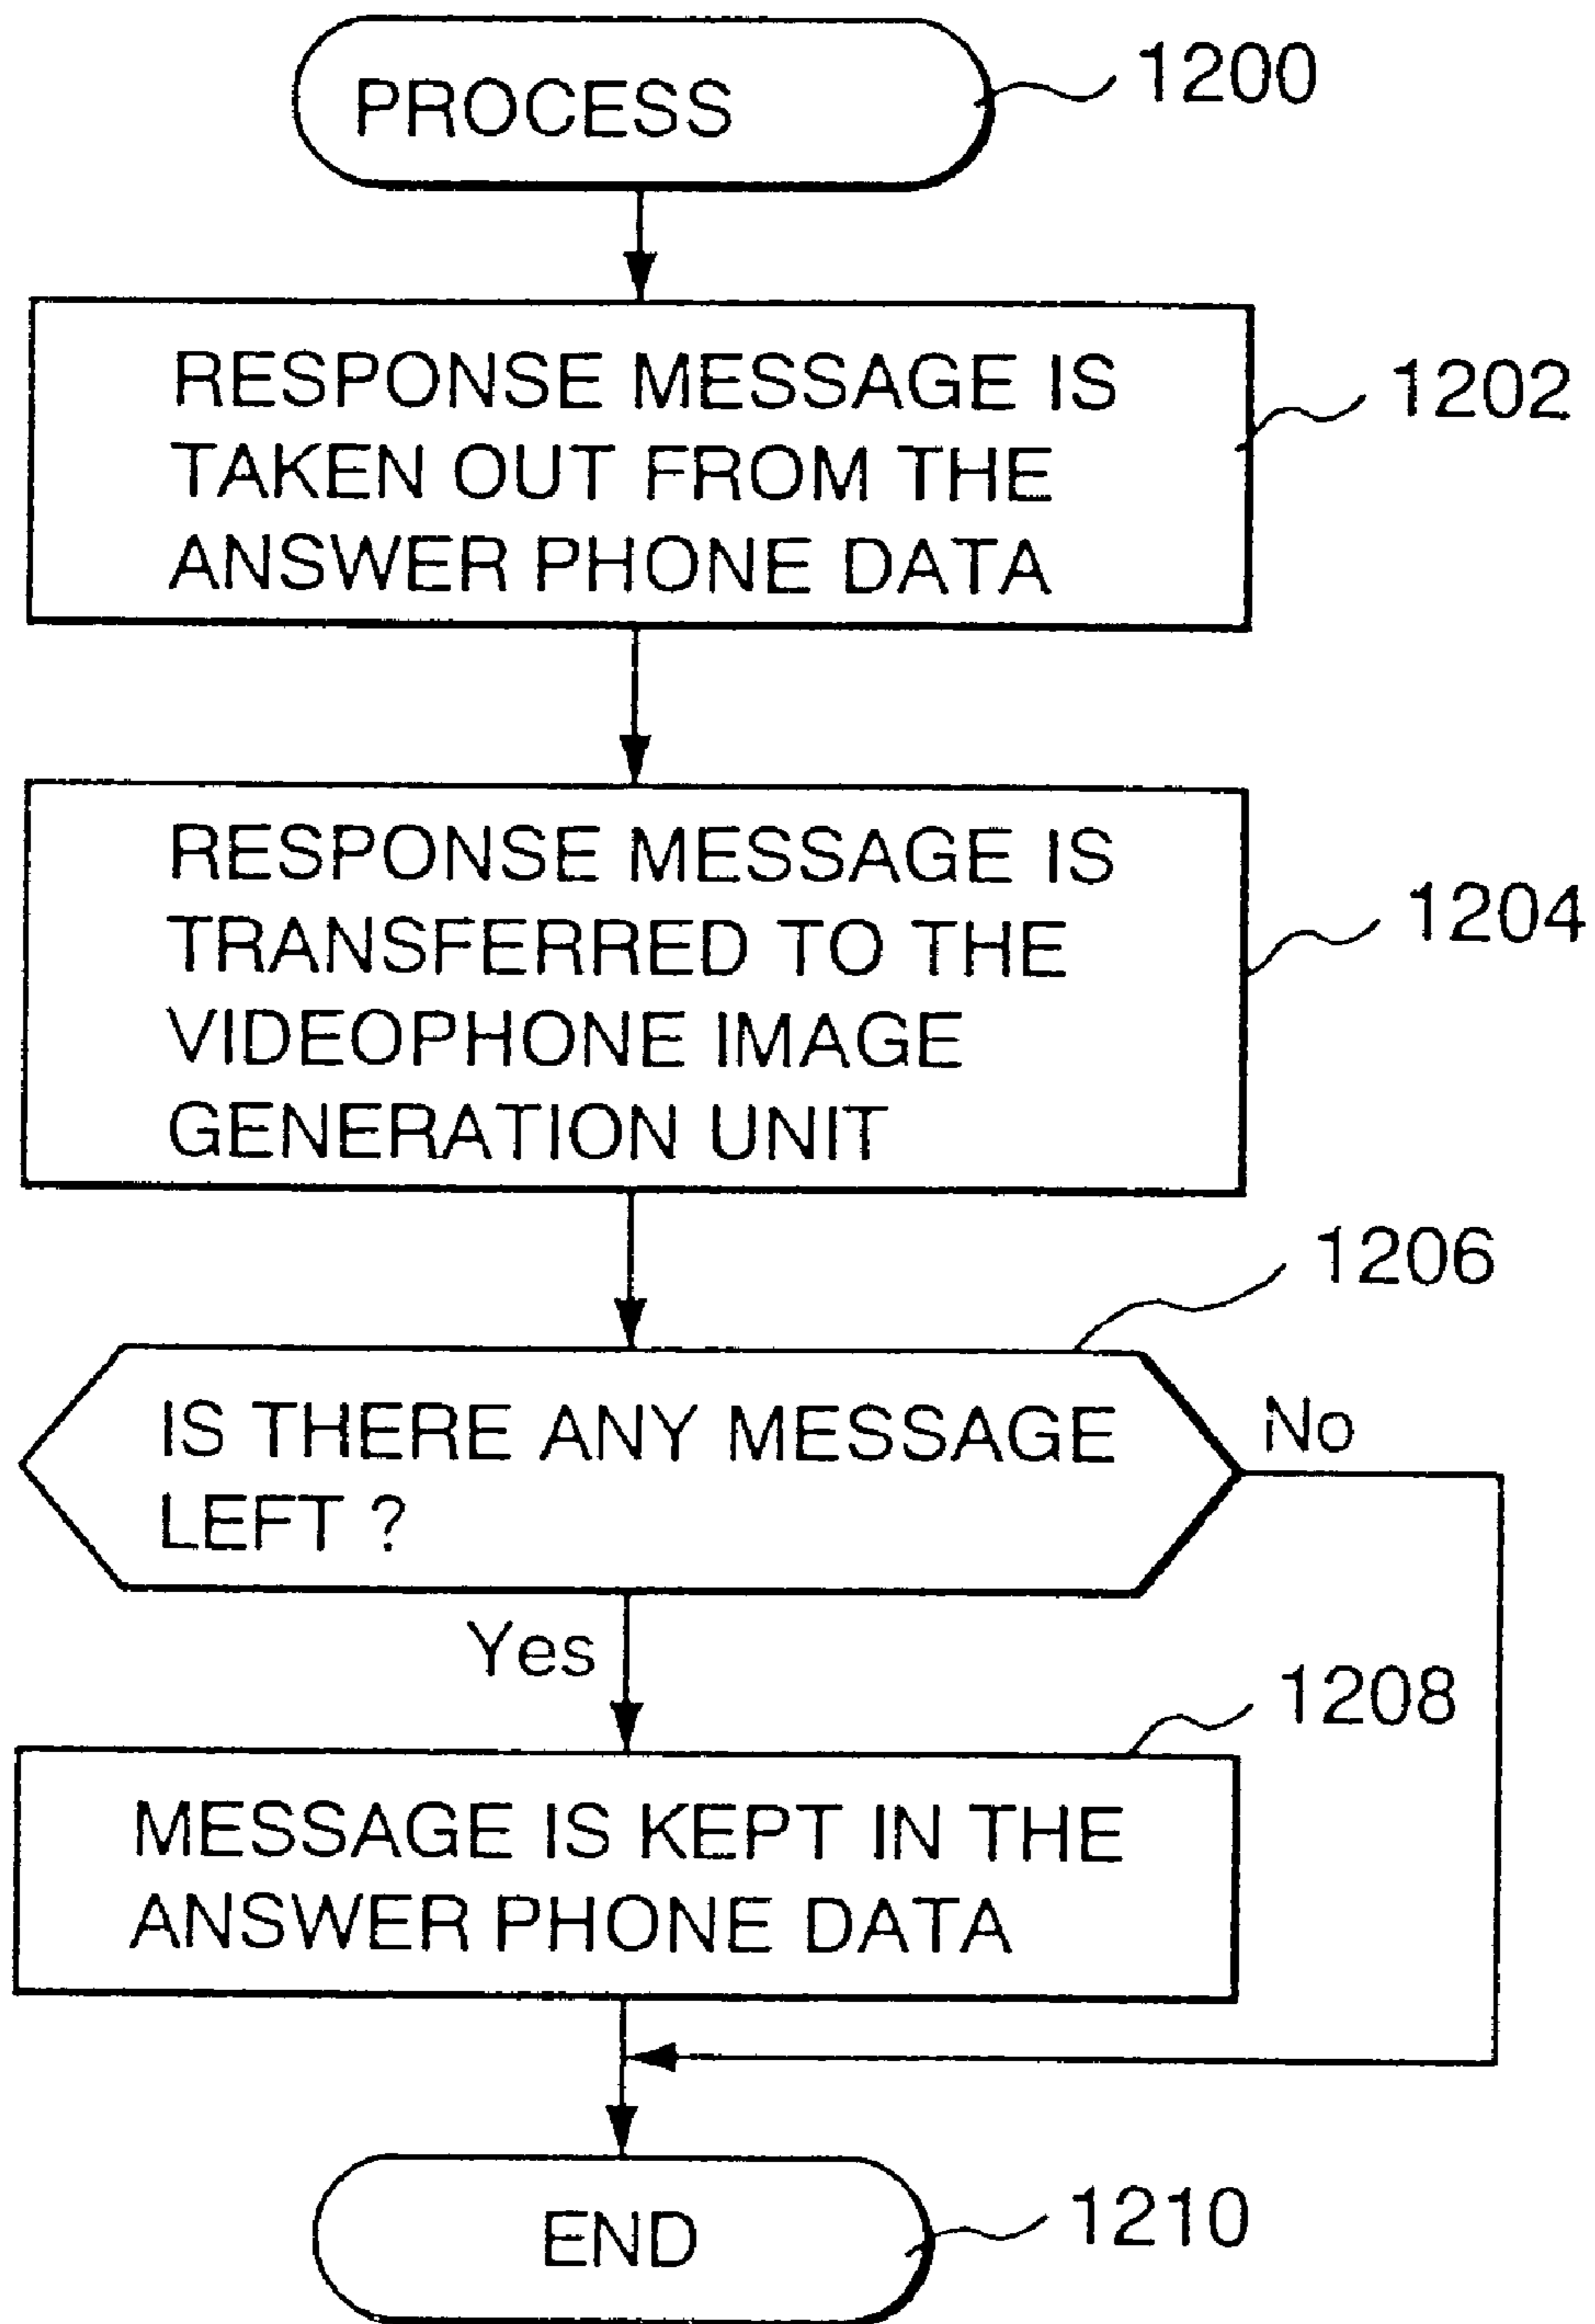 PROCESS
1200
RESPONSE MESSAGE IS
TAKEN OUT FROM THE
ANSWER PHONE DATA
1202
RESPONSE MESSAGE IS
TRANSFERRED TO THE
VIDEOPHONE IMAGE
GENERATION UNIT
1204
1206
IS THERE ANY MESSAGE
LEFT ?
No
Yes
1208
MESSAGE IS KEPT IN THE
ANSWER PHONE DATA
END
1210